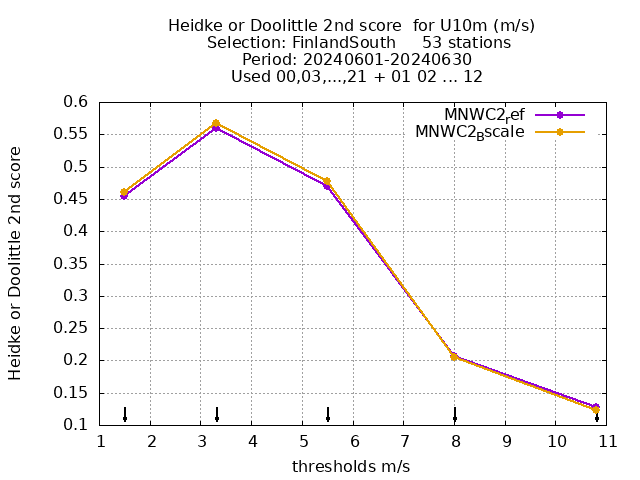 Heidke or Doolittle 2nd score  for U10m (m/s)
Selection: FinlandSouth     53 stations
Period: 20240601-20240630
Used 00,03,...,21 + 01 02 ... 12
MNWC2ref
MNWC2Bscale
0.6
0.55
0.5
0.45
0.4
0.35
0.3
0.25
0.2
0.15
0.1
Heidke or Doolittle 2nd score
1 2 3 4 5 6 7 8 9 10 11
thresholds m/s